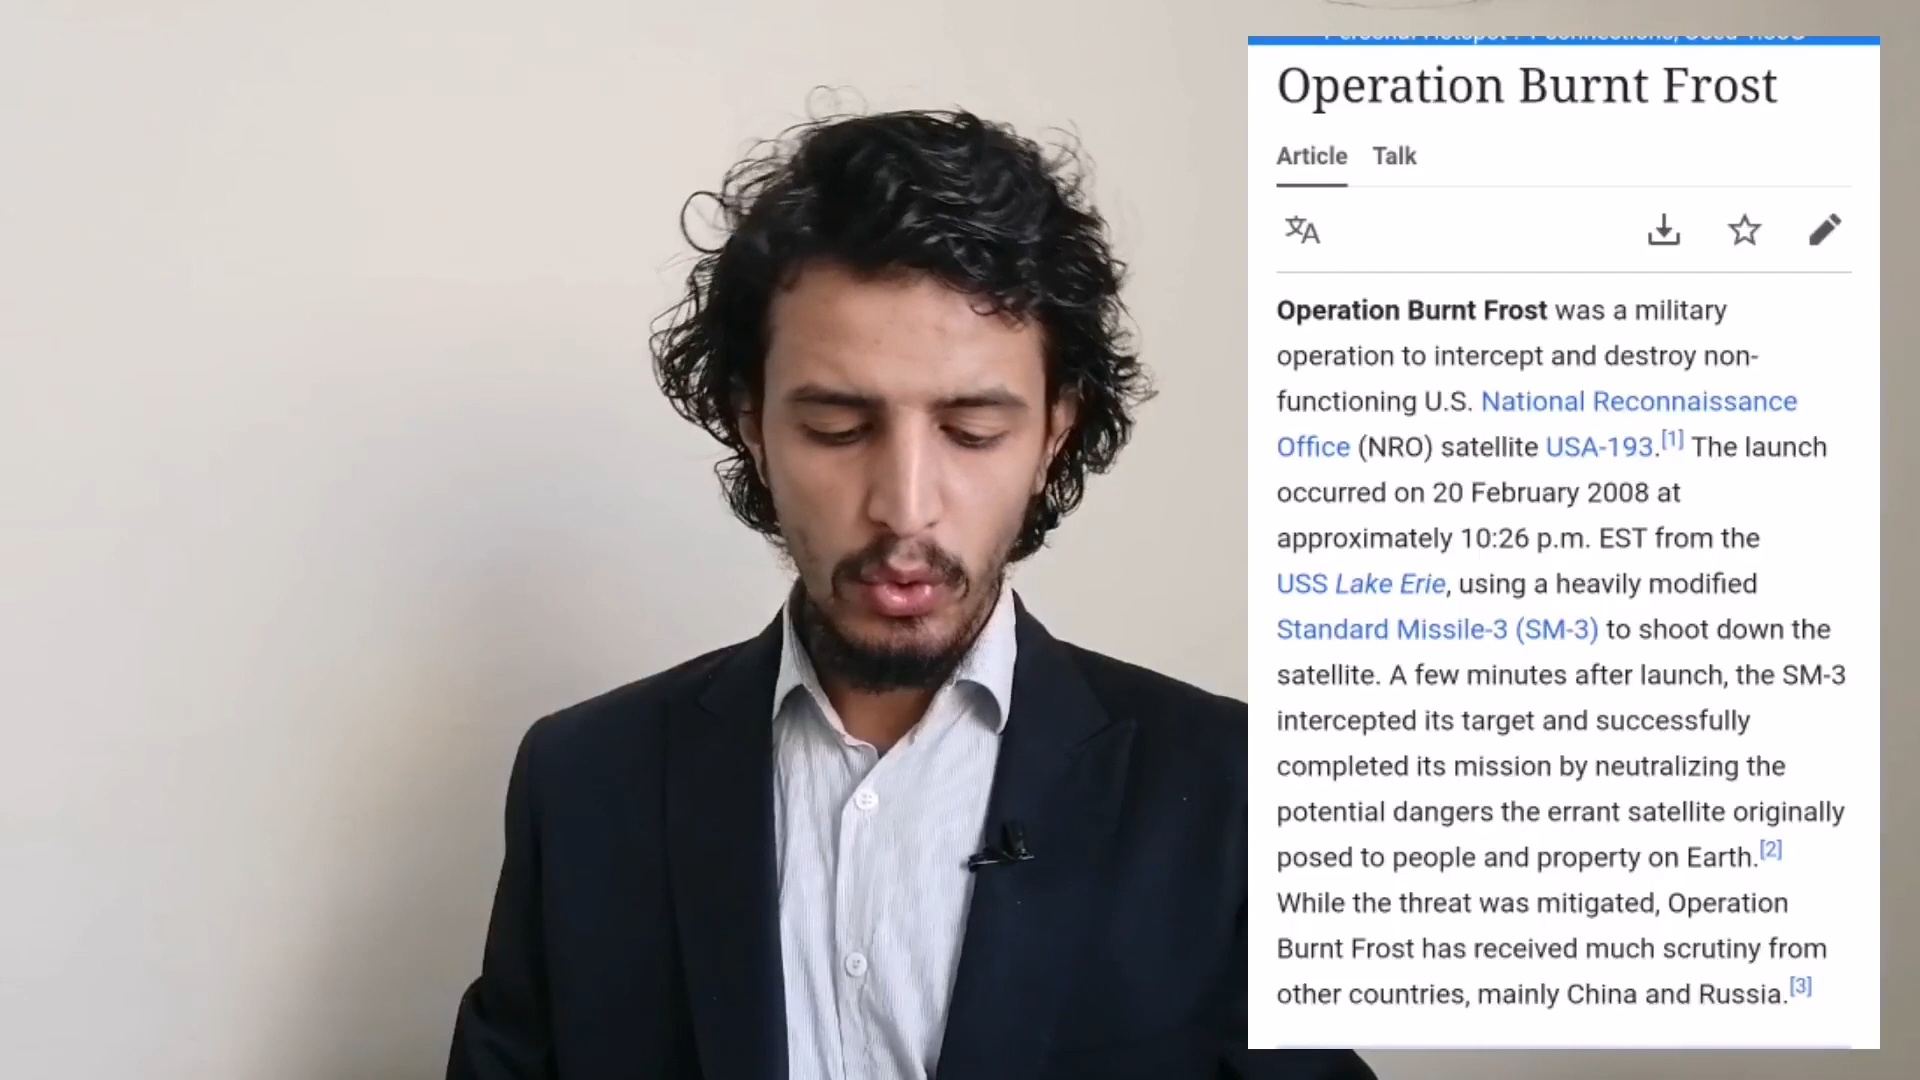 Operation Burnt Frost
Article Talk
Operation Burnt Frost was a military
operation to intercept and destroy non-
functioning U.S. National Reconnaissance
Office (NRO) satellite USA-193.[1] The launch
occurred on 20 February 2008 at
approximately 10:26 p.m. EST from the
USS Lake Erie, using a heavily modified
Standard Missile-3 (SM-3) to shoot down the
satellite. A few minutes after launch, the SM-3
intercepted its target and successfully
completed its mission by neutralizing the
potential dangers the errant satellite originally
posed to people and property on Earth.[2]
While the threat was mitigated, Operation
Burnt Frost has received much scrutiny from
other countries, mainly China and Russia.[3]